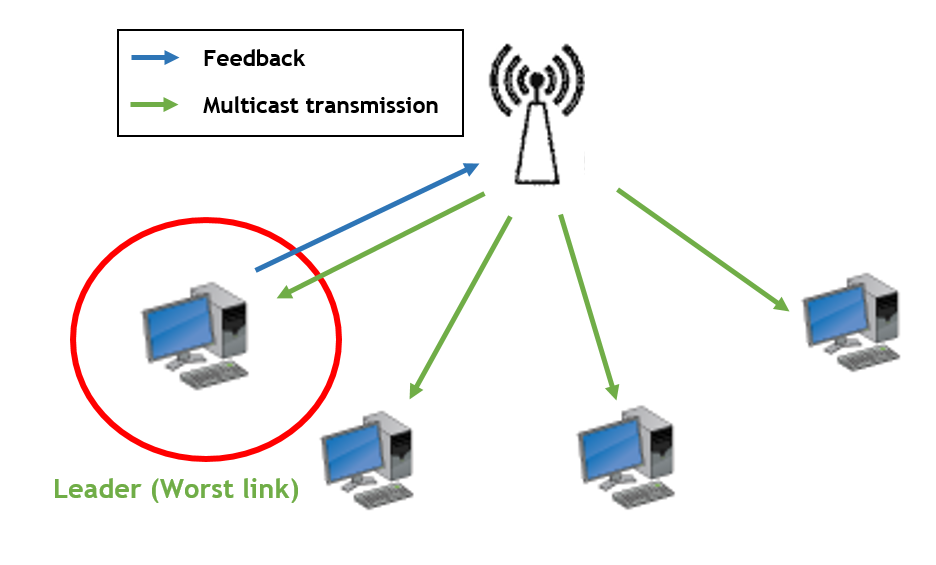 Feedback
Multicast transmission
Leader (Worst link)